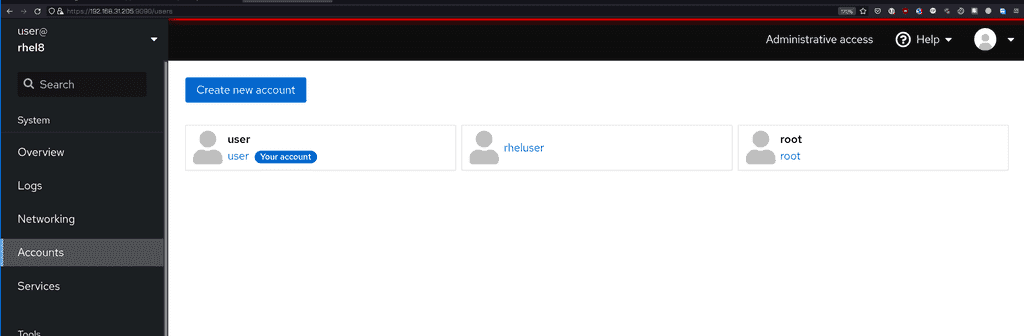 https://192.168.31.205:9090/users
170%
user@
rhel8
Administrative access
Help
Search
Create new account
System
user
user Your account
rheluser
root
root
Overview
Logs
Networking
Accounts
Services
Tools